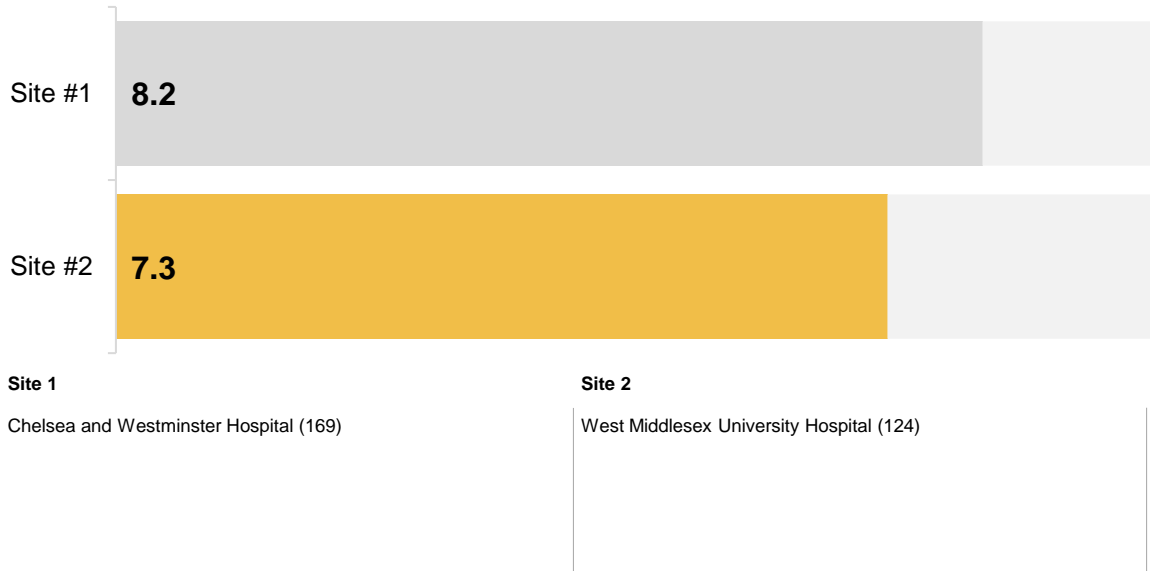 Site #1
8.2
Site #2
7.3
Site 1
Site 2
Chelsea and Westminster Hospital (169)
West Middlesex University Hospital (124)